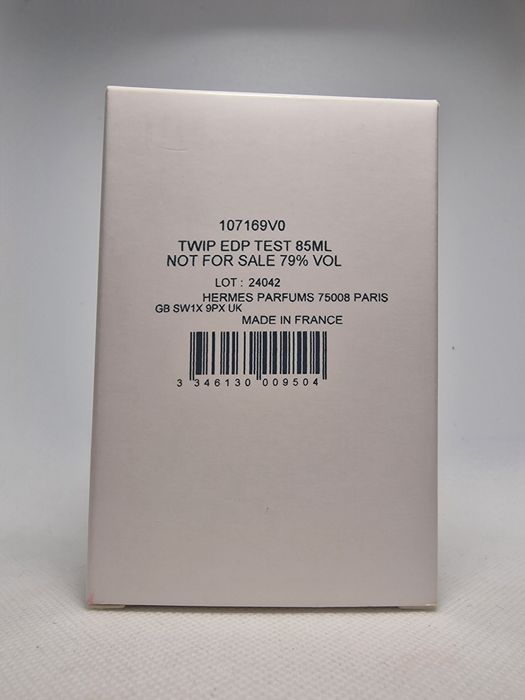 107169V0
TWIP EDP TEST 85ML
NOT FOR SALE 79% VOL
LOT : 24042
HERMES PARFUMS 75008 PARIS
GB SW1X 9PX UK
MADE IN FRANCE
3 346130 009504